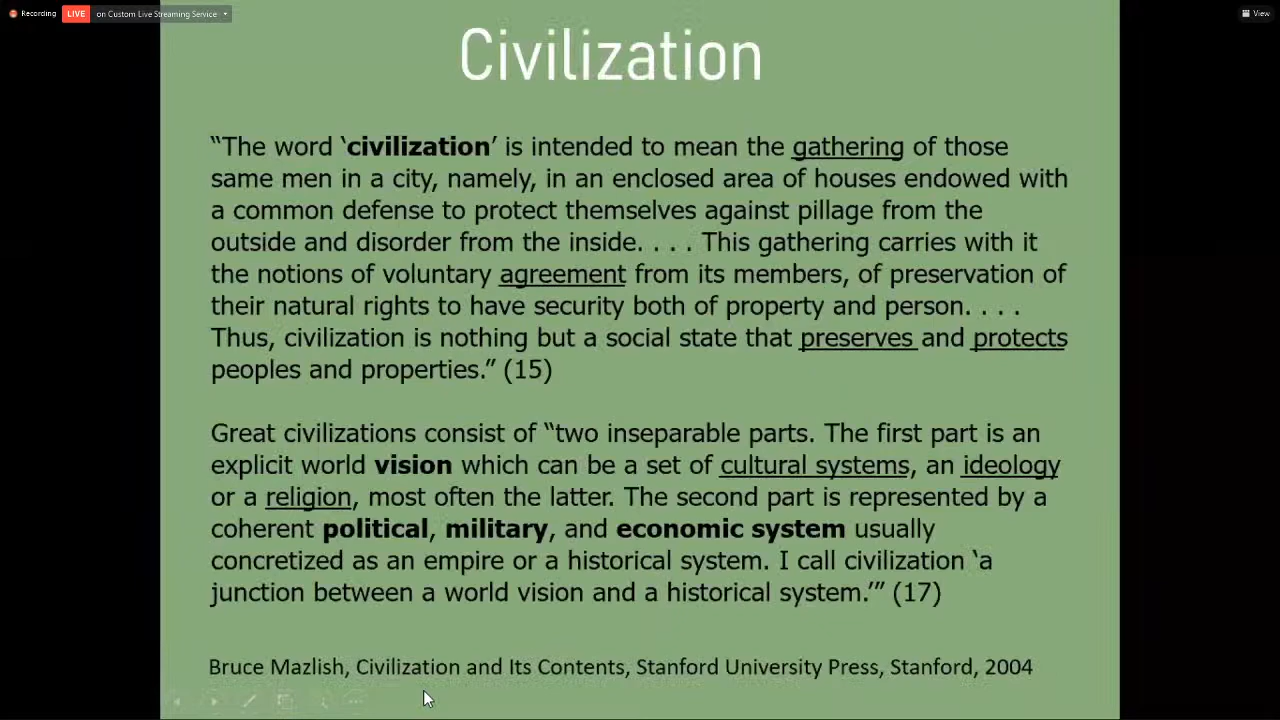 Recording
LIVE
on Custom Live Streaming Service
View
Civilization
“The word ‘civilization’ is intended to mean the gathering of those
same men in a city, namely, in an enclosed area of houses endowed with
a common defense to protect themselves against pillage from the
outside and disorder from the inside. . . . This gathering carries with it
the notions of voluntary agreement from its members, of preservation of
their natural rights to have security both of property and person. . . .
Thus, civilization is nothing but a social state that preserves and protects
peoples and properties.” (15)
Great civilizations consist of “two inseparable parts. The first part is an
explicit world vision which can be a set of cultural systems, an ideology
or a religion, most often the latter. The second part is represented by a
coherent political, military, and economic system usually
concretized as an empire or a historical system. I call civilization ‘a
junction between a world vision and a historical system.’” (17)
Bruce Mazlish, Civilization and Its Contents, Stanford University Press, Stanford, 2004